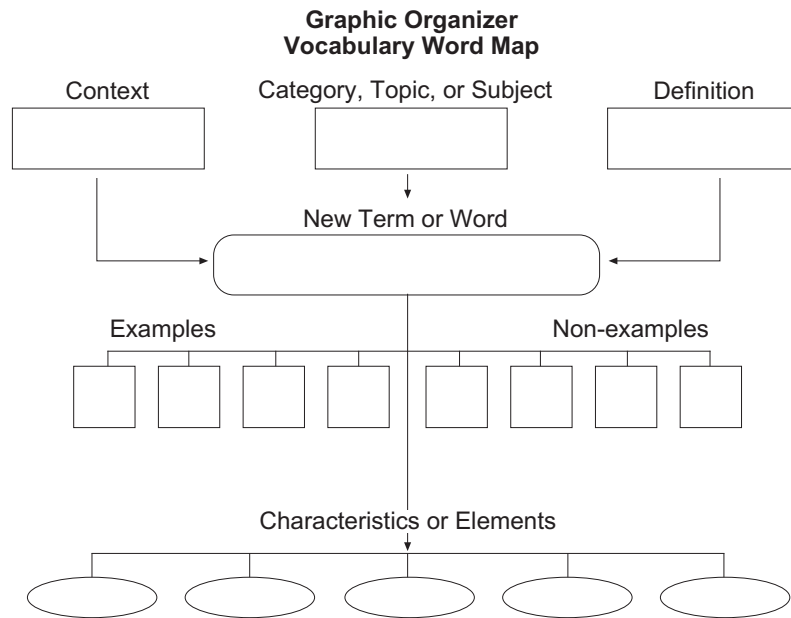 Graphic Organizer
Vocabulary Word Map
Context
Category, Topic, or Subject
Definition
New Term or Word
Examples
Non-examples
Characteristics or Elements